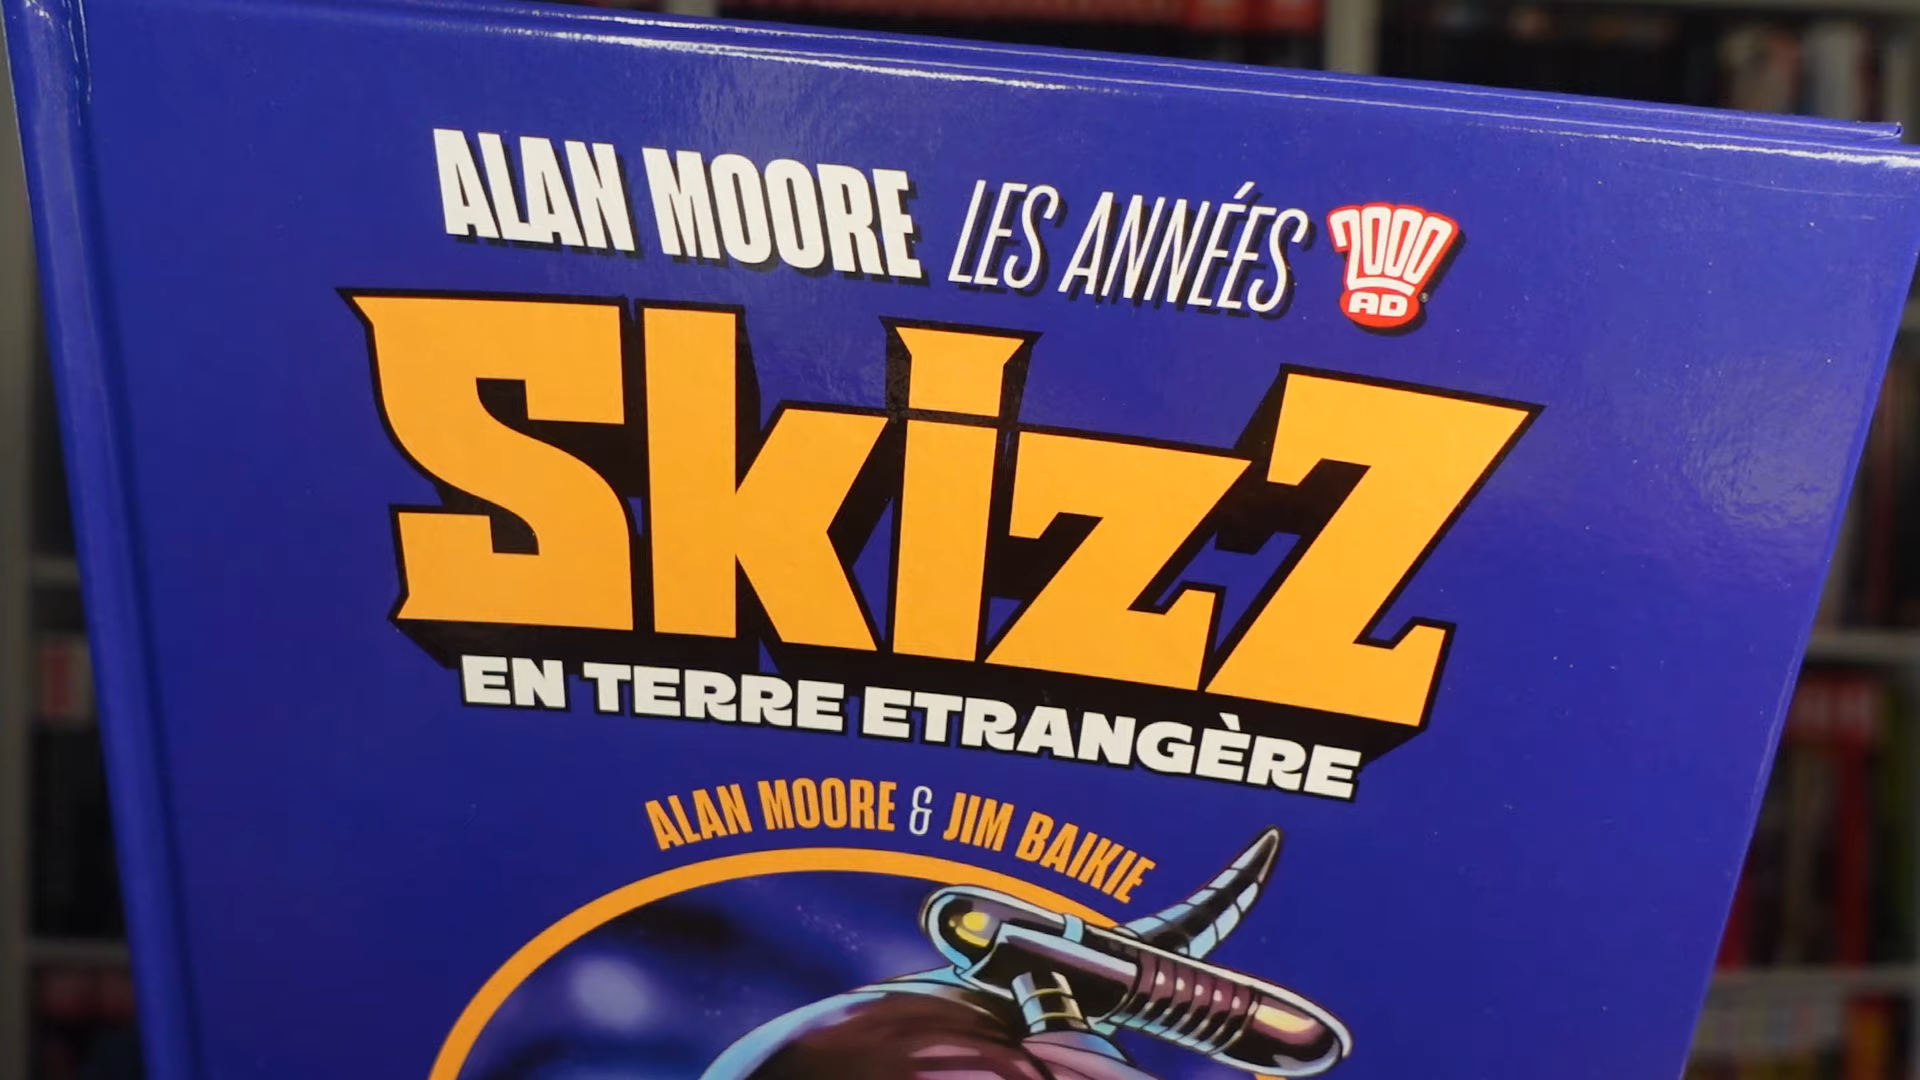 ALAN MOORE LES ANNÉES 2000 AD
SkizZ
EN TERRE ETRANGÈRE
ALAN MOORE & JIM BAIKIE